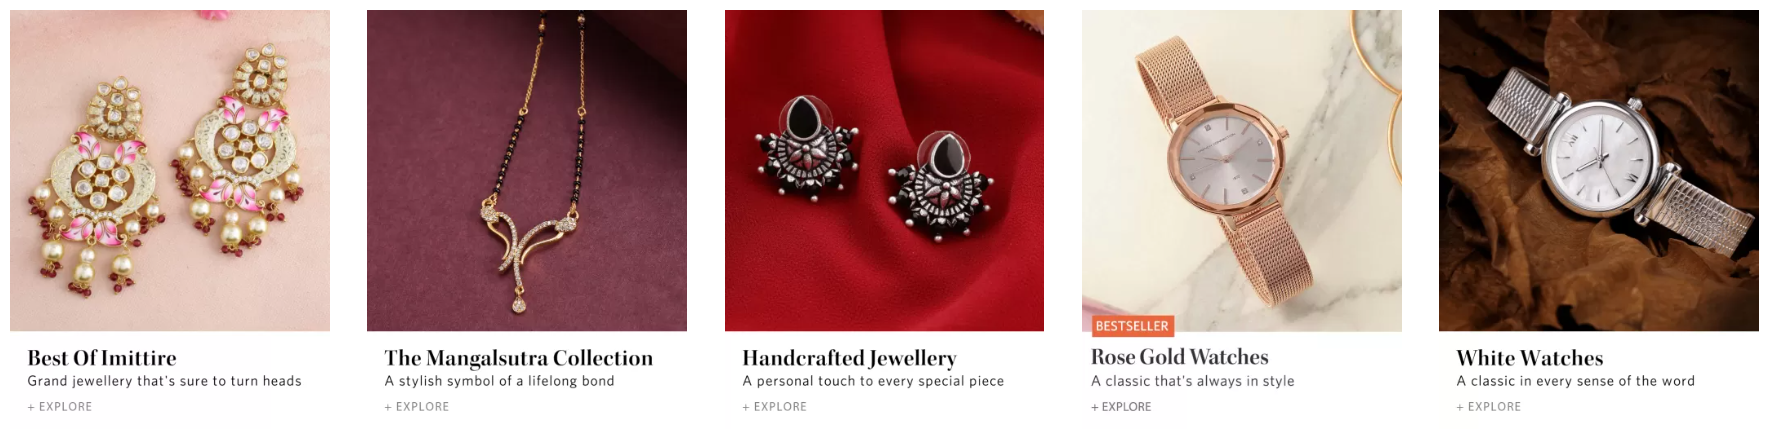 Best Of Imittire
Grand jewellery that's sure to turn heads
+ EXPLORE
The Mangalsutra Collection
A stylish symbol of a lifelong bond
+ EXPLORE
Handcrafted Jewellery
A personal touch to every special piece
+ EXPLORE
BESTSELLER
Rose Gold Watches
A classic that's always in style
+ EXPLORE
White Watches
A classic in every sense of the word
+ EXPLORE